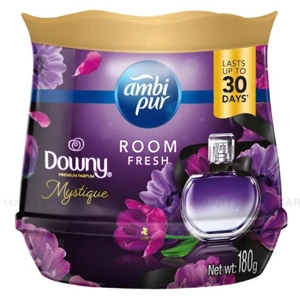 ambi
pur
LASTS
UP TO
30
DAYS*
Downy
PREMIUM PARFUM
Mystique
ROOM
FRESH
Net wt: 180g